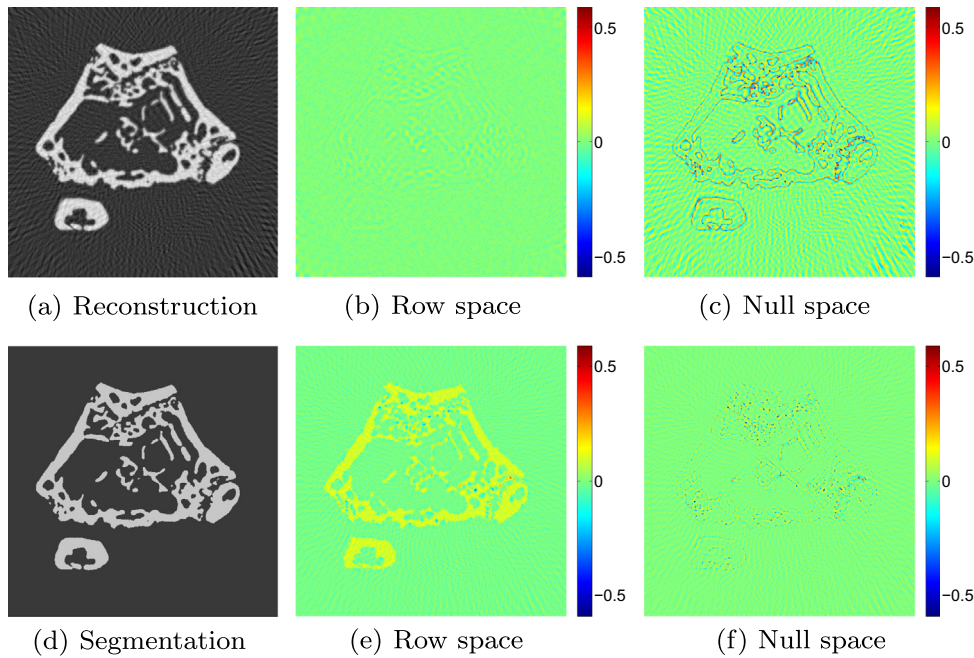 0.5
0
−0.5
0.5
0
−0.5
(a) Reconstruction
(b) Row space
(c) Null space
0.5
0
−0.5
0.5
0
−0.5
(d) Segmentation
(e) Row space
(f) Null space